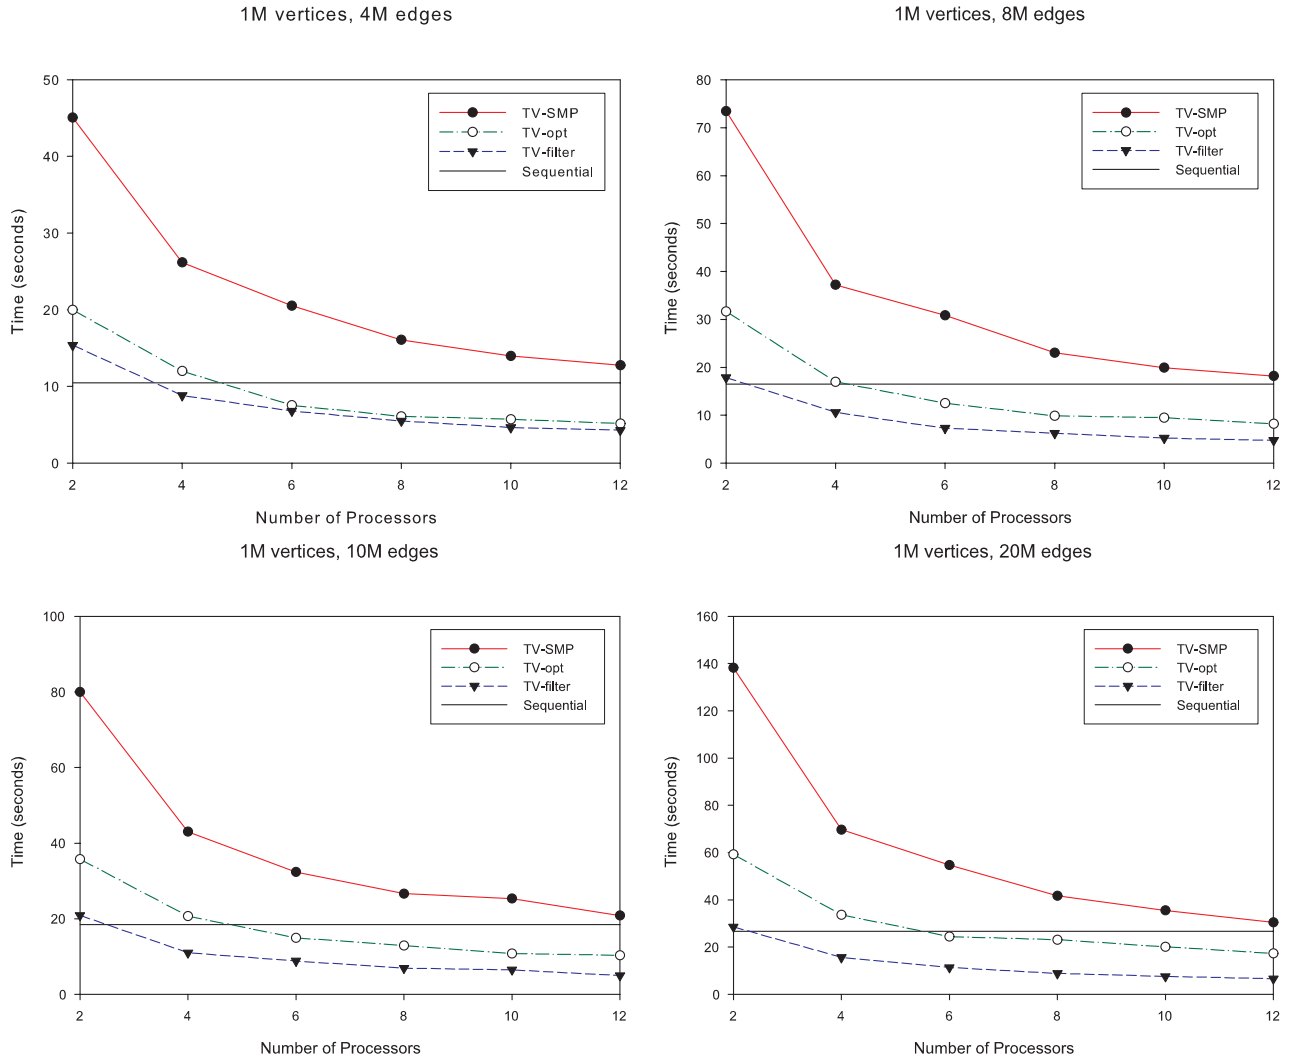 1M vertices, 4M edges
50
40
30
20
10
0
Time (seconds)
TV-SMP
TV-opt
TV-filter
Sequential
2 4 6 8 10 12
Number of Processors
1M vertices, 8M edges
80
70
60
50
40
30
20
10
0
Time (seconds)
TV-SMP
TV-opt
TV-filter
Sequential
2 4 6 8 10 12
Number of Processors
1M vertices, 10M edges
100
80
60
40
20
0
Time (seconds)
TV-SMP
TV-opt
TV-filter
Sequential
2 4 6 8 10 12
Number of Processors
1M vertices, 20M edges
160
140
120
100
80
60
40
20
0
Time (seconds)
TV-SMP
TV-opt
TV-filter
Sequential
2 4 6 8 10 12
Number of Processors